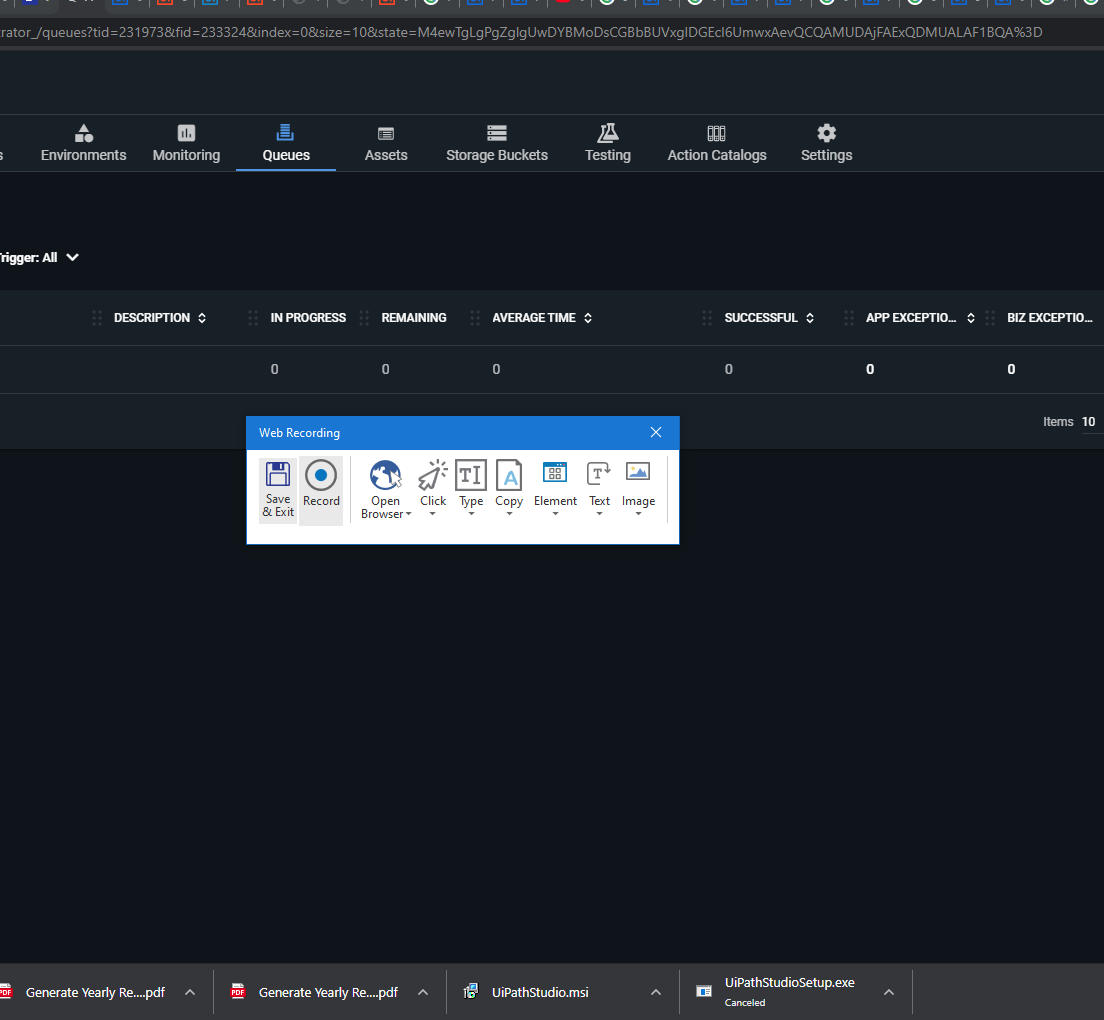 trator_/queues?tid=231973&fid=233324&index=0&size=10&state=
Environments Monitoring Queues Assets Storage Buckets Testing Action Catalogs Settings
Trigger: All
DESCRIPTION IN PROGRESS REMAINING AVERAGE TIME SUCCESSFUL APP EXCEPTIO... BIZ EXCEPTIO...
0 0 0 0 0 0
Items 10
Web Recording
Save & Exit
Record
Open Browser
Click
Type
Copy
Element
Text
Image
Generate Yearly Re....pdf
Generate Yearly Re....pdf
UiPathStudio.msi
UiPathStudioSetup.exe
Canceled